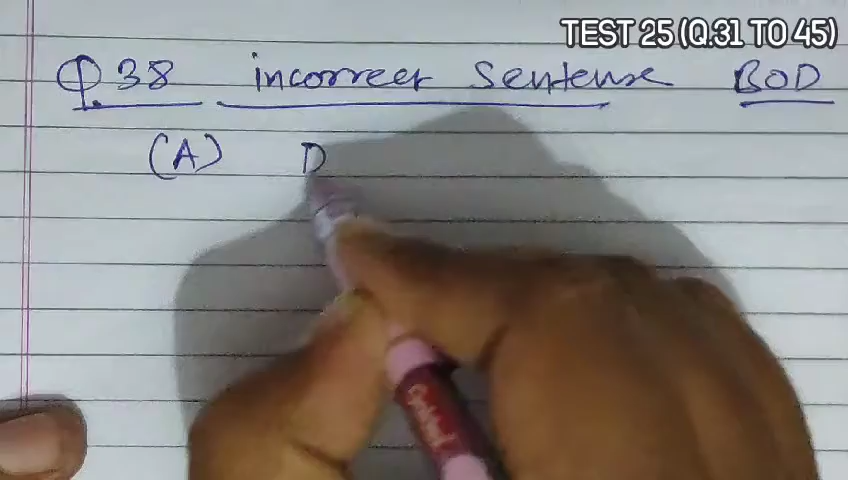 TEST 25 (Q.31 TO 45)
Q.38 incorrect Sentense BOD
(A) D